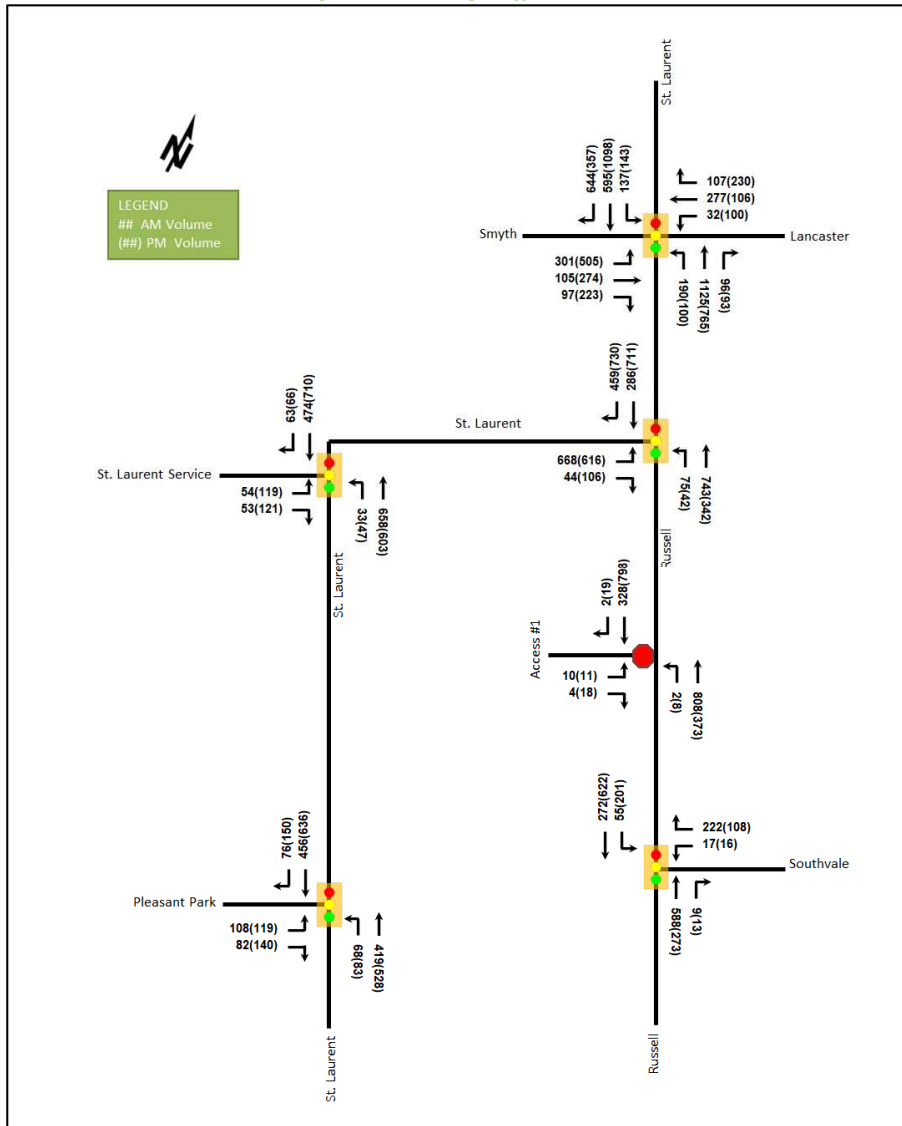 St. Laurent
N
LEGEND
## AM Volume
(##) PM Volume
644(357)
595(1098)
137(143)
107(230)
277(106)
32(100)
Smyth
Lancaster
301(505)
105(274)
97(223)
190(100)
1125(765)
96(93)
459(730)
286(711)
St. Laurent
668(616)
44(106)
75(42)
743(342)
63(66)
474(710)
St. Laurent Service
54(119)
53(121)
33(47)
658(603)
St. Laurent
Russell
2(19)
328(798)
Access #1
10(11)
4(18)
2(8)
808(373)
272(622)
55(201)
222(108)
17(16)
Southvale
588(273)
9(13)
76(150)
456(636)
Pleasant Park
108(119)
82(140)
68(83)
419(528)
St. Laurent
Russell